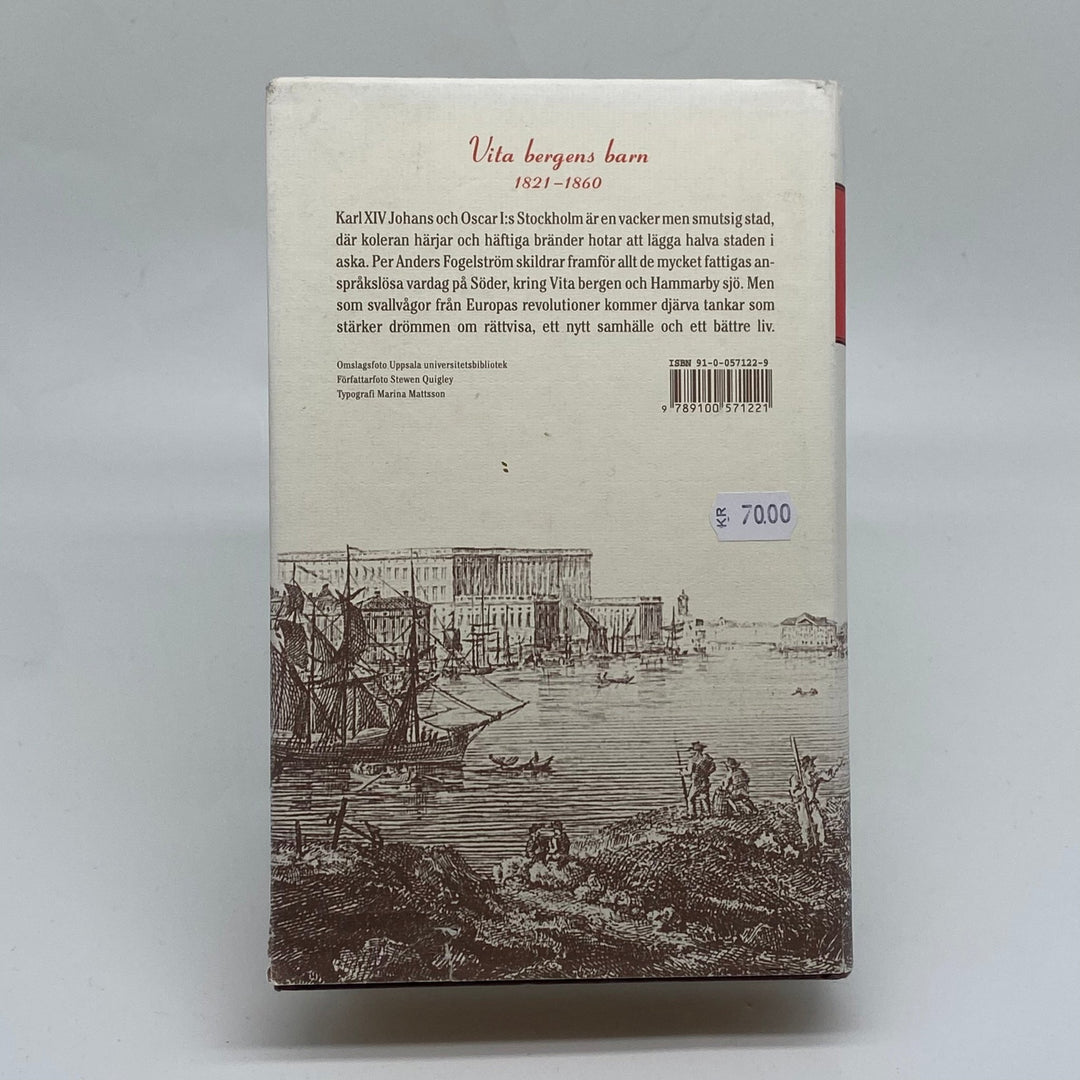 Vita bergens barn
1821–1860
Karl XIV Johans och Oscar I:s Stockholm är en vacker men smutsig stad,
där koleran härjar och häftiga bränder hotar att lägga halva staden i
aska. Per Anders Fogelström skildrar framför allt de mycket fattigas an-
språkslösa vardag på Söder, kring Vita bergen och Hammarby sjö. Men
som svallvågor från Europas revolutioner kommer djärva tankar som
stärker drömmen om rättvisa, ett nytt samhälle och ett bättre liv.
Omslagsfoto Uppsala universitetsbibliotek
Författarfoto Stewen Quigley
Typografi Marina Mattsson
ISBN 91-0-057122-9
9 789100 571221
KR 70.00